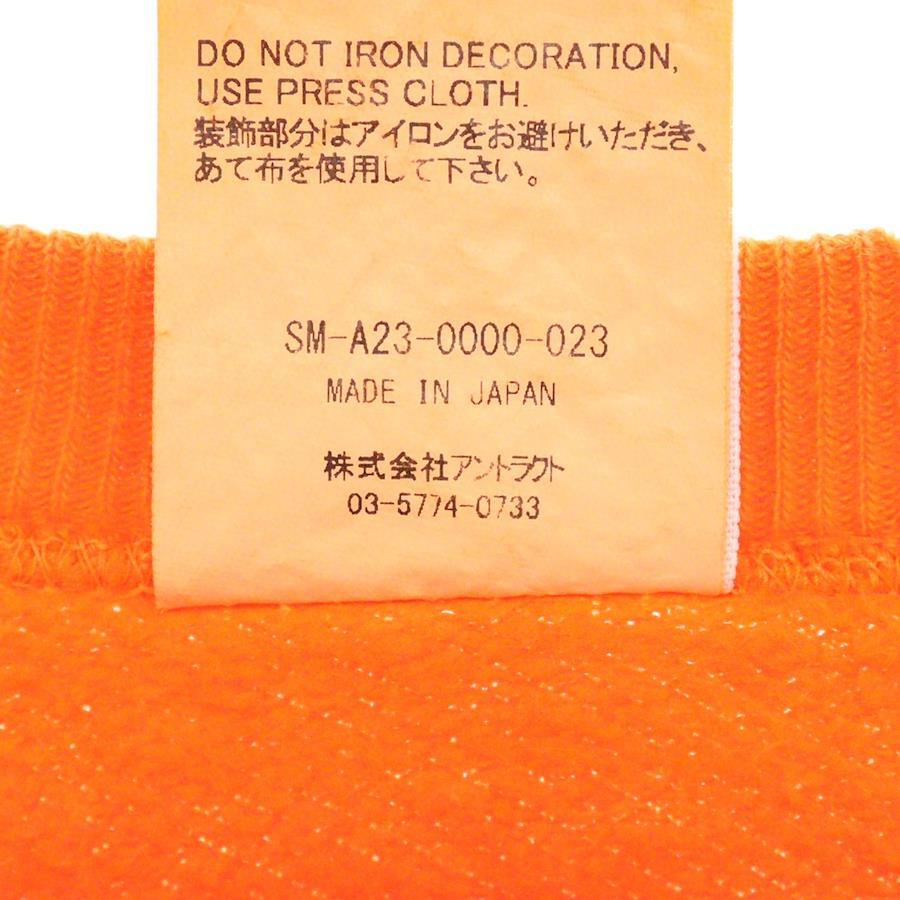 DO NOT IRON DECORATION,
USE PRESS CLOTH.
装飾部分はアイロンをお避けいただき、
あて布を使用して下さい。
SM-A23-0000-023
MADE IN JAPAN
株式会社アントラクト
03-5774-0733